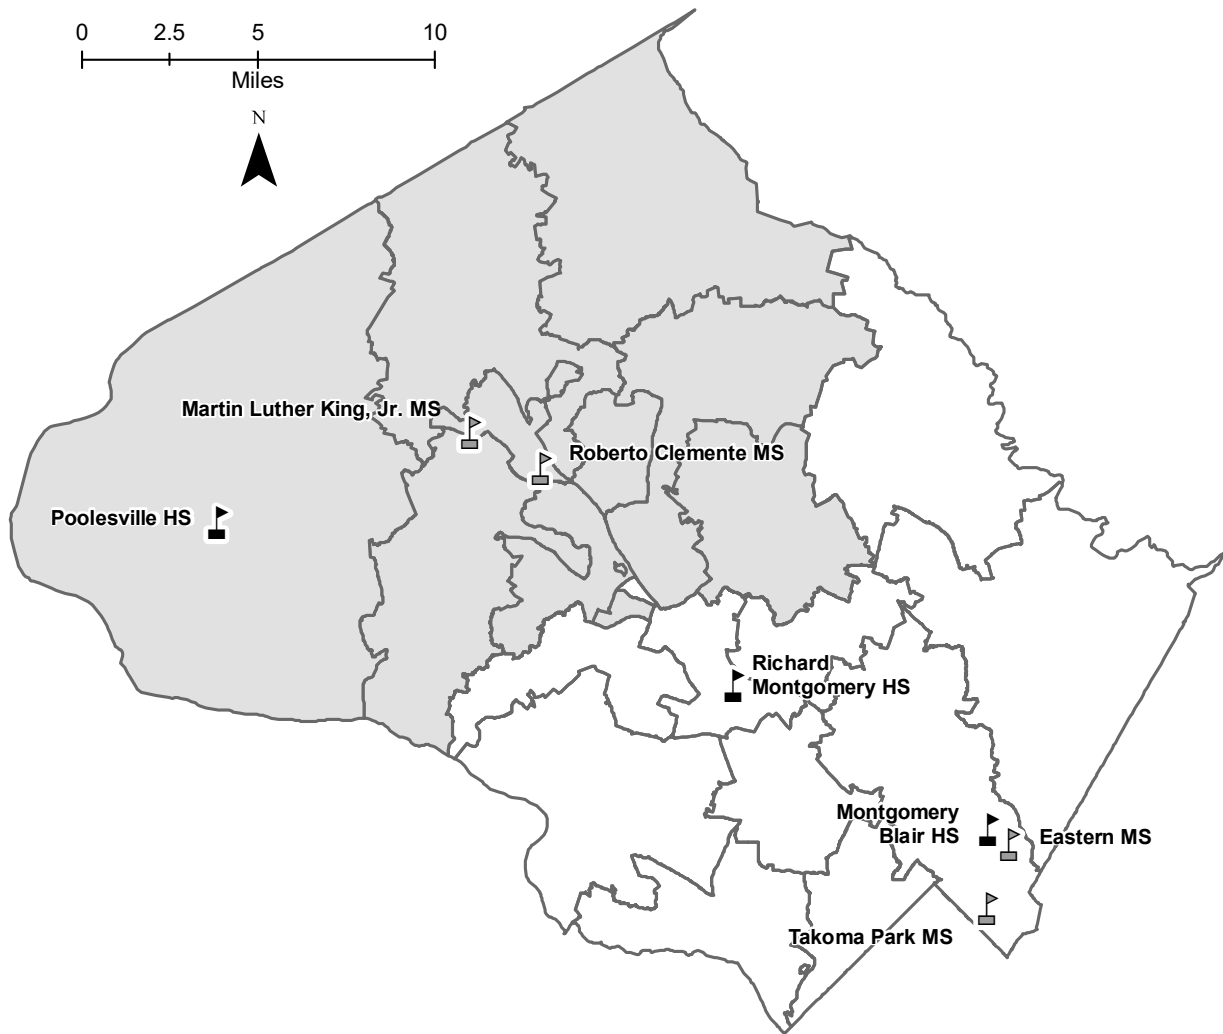 0 2.5 5 10
Miles
N
Martin Luther King, Jr. MS
Roberto Clemente MS
Poolesville HS
Richard
Montgomery HS
Montgomery
Blair HS
Eastern MS
Takoma Park MS